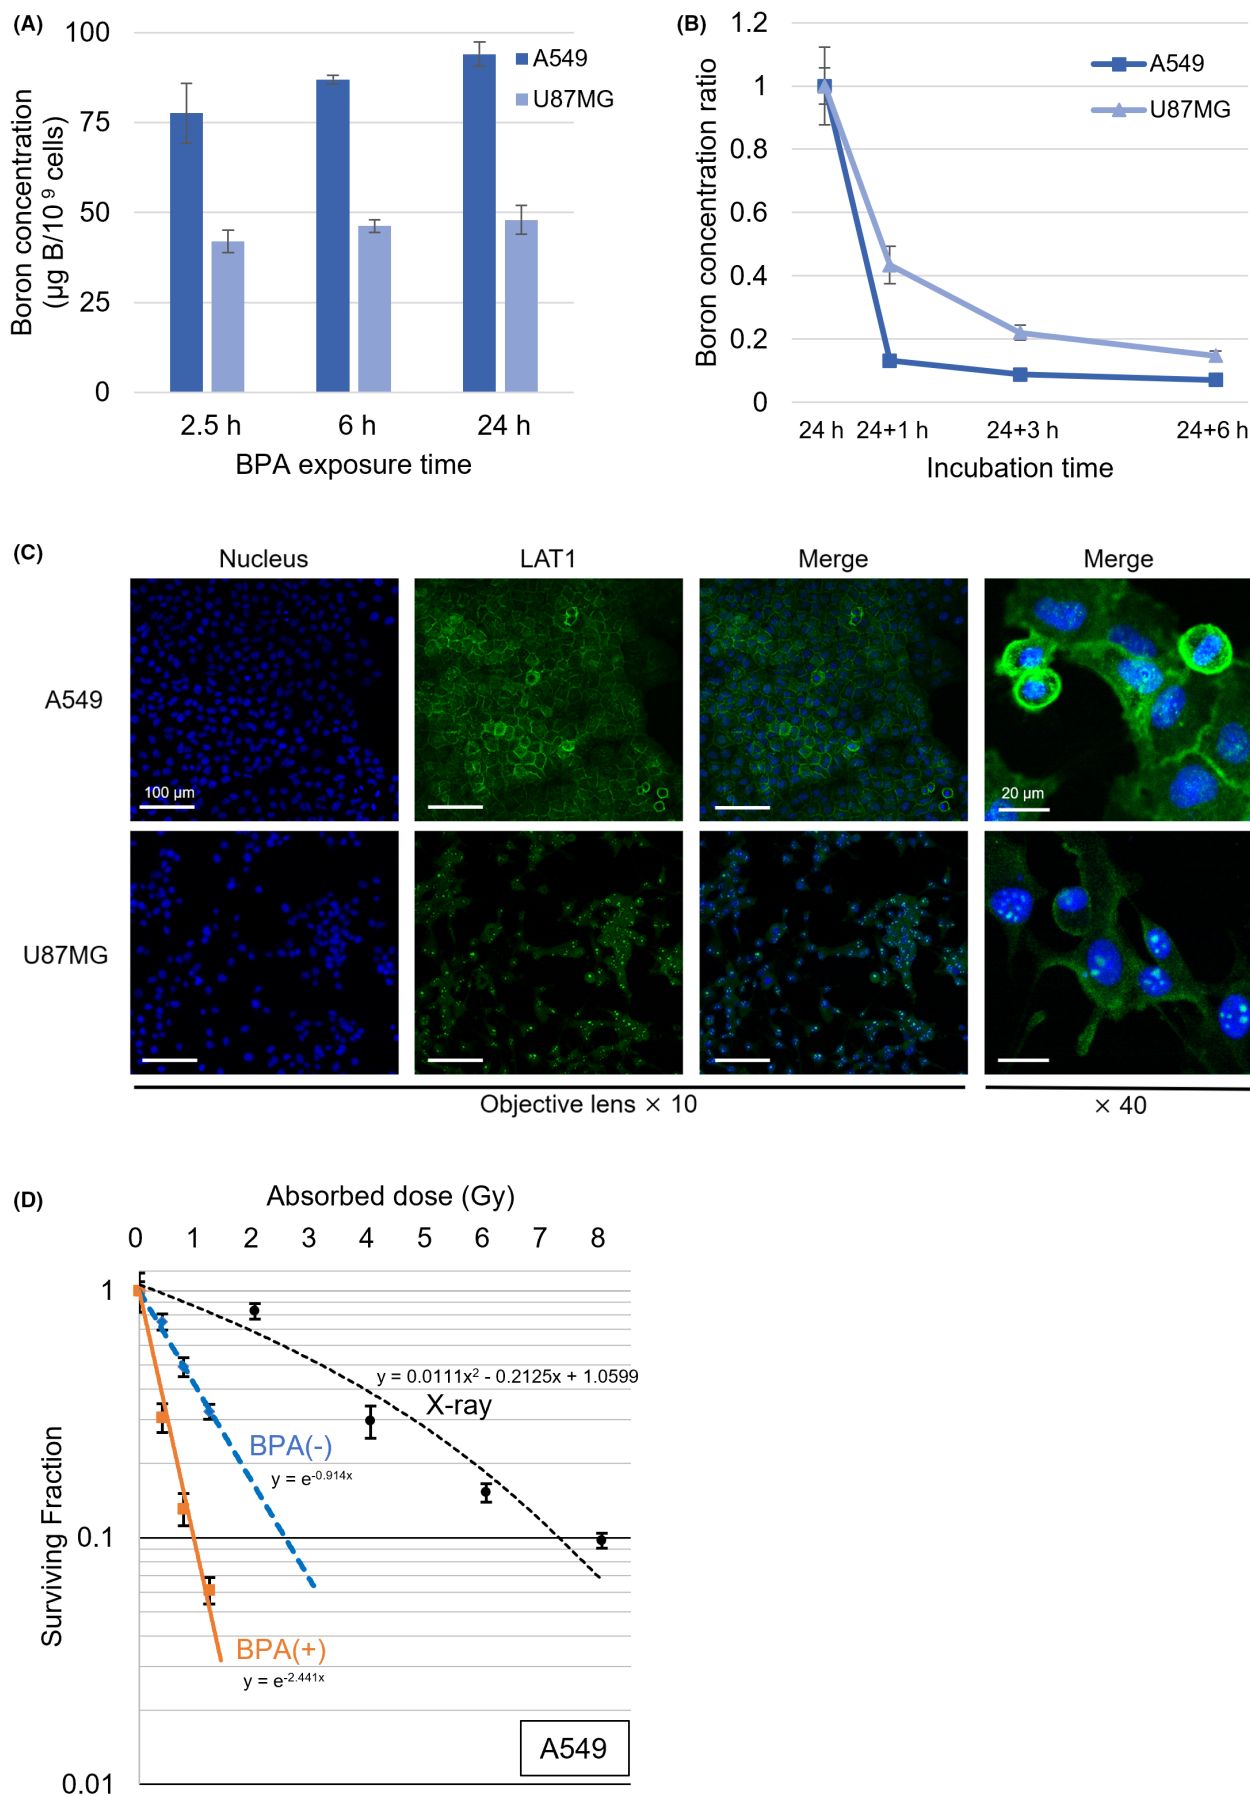 (A)
100
75
50
25
0
Boron concentration
(µg B/10 9 cells)
A549
U87MG
2.5 h 6 h 24 h
BPA exposure time
(B)
1.2
1
0.8
0.6
0.4
0.2
0
Boron concentration ratio
A549
U87MG
24 h 24+1 h 24+3 h 24+6 h
Incubation time
(C)
Nucleus LAT1 Merge Merge
A549
100 µm
20 µm
U87MG
Objective lens × 10
× 40
(D)
Absorbed dose (Gy)
0 1 2 3 4 5 6 7 8
1
0.1
0.01
Surviving Fraction
y = 0.0111x² - 0.2125x + 1.0599
X-ray
BPA(-)
y = e^-0.914x
BPA(+)
y = e^-2.441x
A549